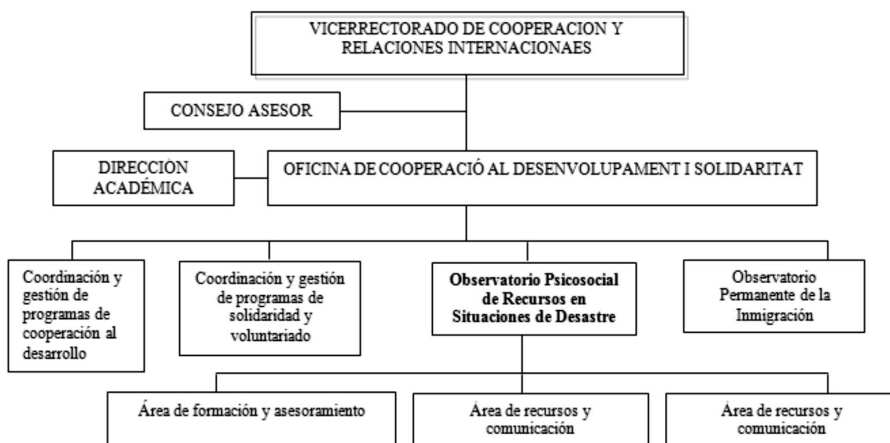 VICERRECTORADO DE COOPERACION Y
RELACIONES INTERNACIONAES
CONSEJO ASESOR
DIRECCIÓN
ACADÉMICA
OFICINA DE COOPERACIÓ AL DESENVOLUPAMENT I SOLIDARITAT
Coordinación y
gestión de
programas de
cooperación al
desarrollo
Coordinación y gestión
de programas de
solidaridad y
voluntariado
Observatorio Psicosocial
de Recursos en
Situaciones de Desastre
Observatorio
Permanente de la
Inmigración
Área de formación y asesoramiento
Área de recursos y
comunicación
Área de recursos y
comunicación